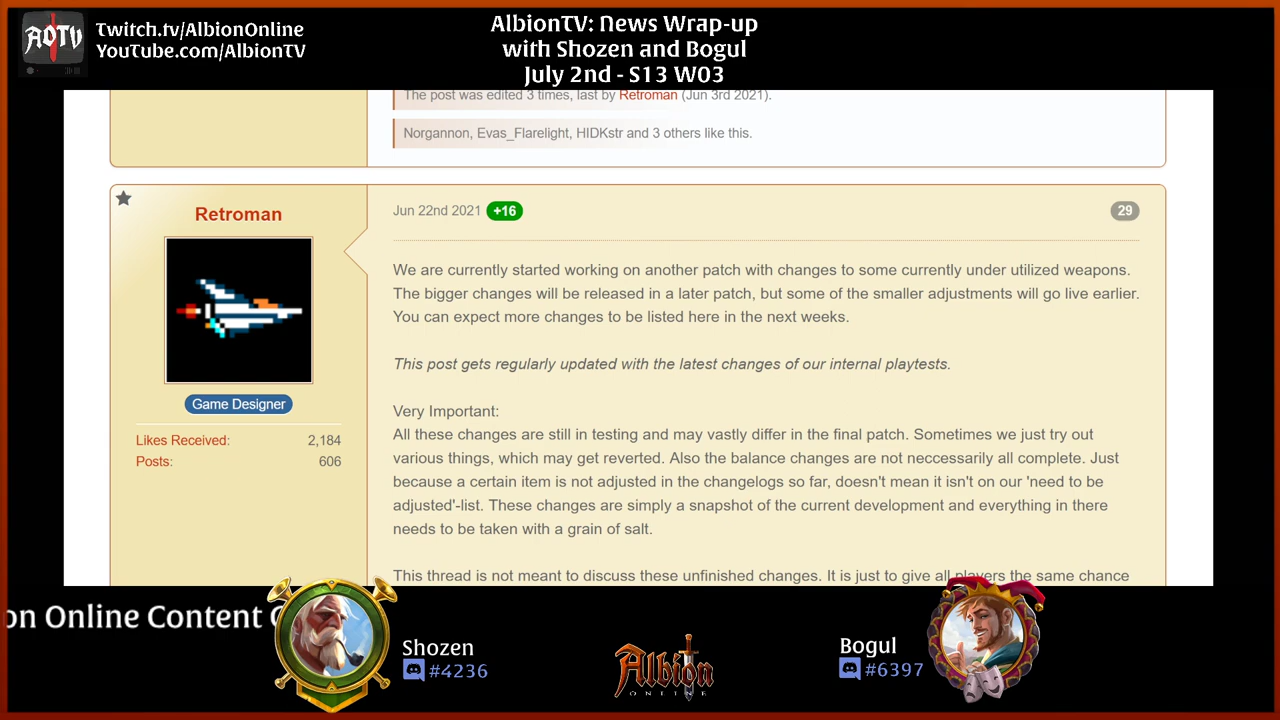 AOTV
Twitch.tv/AlbionOnline
YouTube.com/AlbionTV
AlbionTV: News Wrap-up
with Shozen and Bogul
July 2nd - S13 W03
The post was edited 3 times, last by Retroman (Jun 3rd 2021).
Norgannon, Evas_Flarelight, HIDKstr and 3 others like this.
Retroman
Game Designer
Likes Received: 2,184
Posts: 606
Jun 22nd 2021 +16 29
We are currently started working on another patch with changes to some currently under utilized weapons.
The bigger changes will be released in a later patch, but some of the smaller adjustments will go live earlier.
You can expect more changes to be listed here in the next weeks.
This post gets regularly updated with the latest changes of our internal playtests.
Very Important:
All these changes are still in testing and may vastly differ in the final patch. Sometimes we just try out
various things, which may get reverted. Also the balance changes are not neccessarily all complete. Just
because a certain item is not adjusted in the changelogs so far, doesn't mean it isn't on our 'need to be
adjusted'-list. These changes are simply a snapshot of the current development and everything in there
needs to be taken with a grain of salt.
This thread is not meant to discuss these unfinished changes. It is just to give all players the same chance
on Online Content
Shozen
#4236
Albion
ONLINE
Bogul
#6397